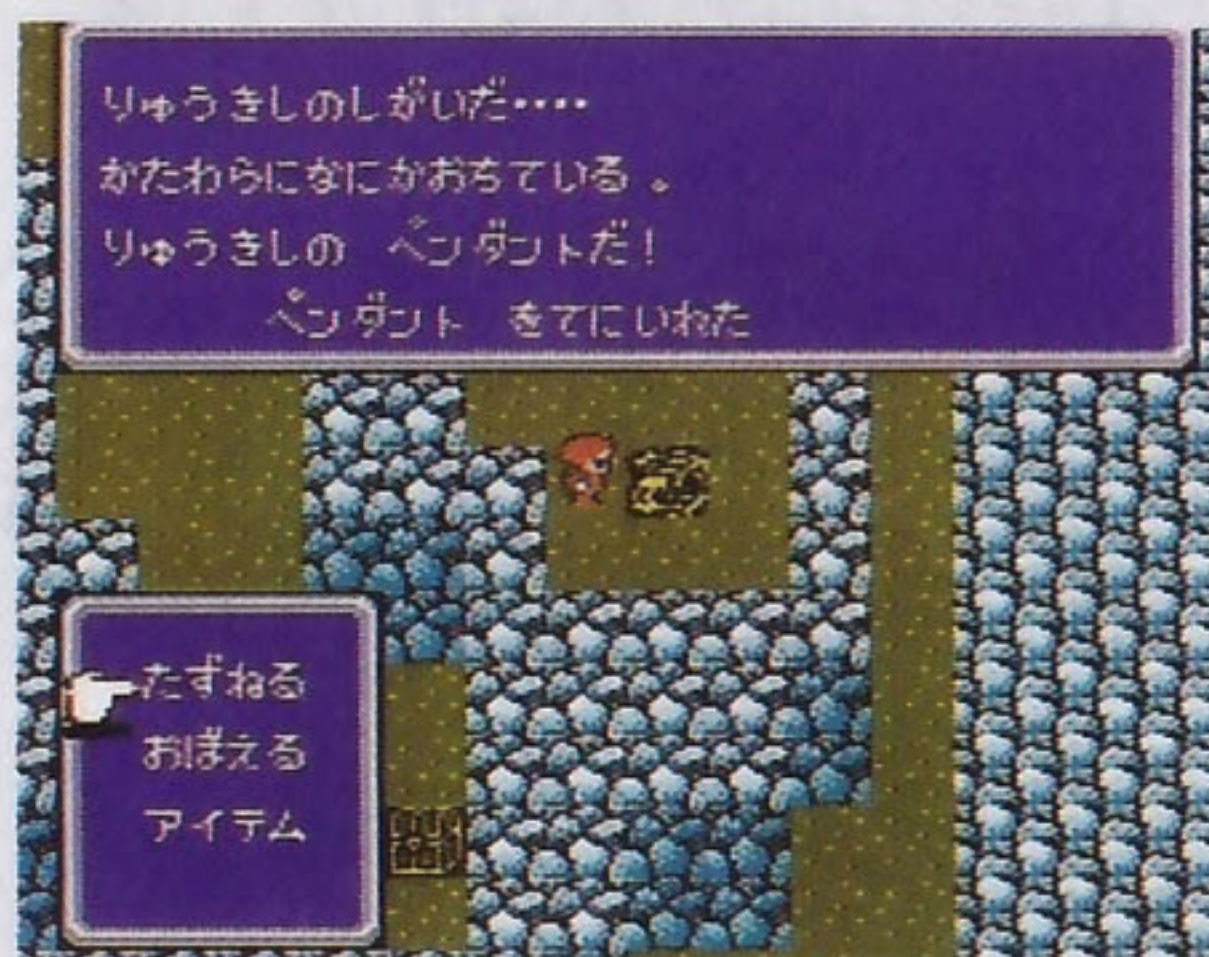 りゅうきしのしがいだ‥‥
かたわらになにかおちている。
りゅうきしの ペンダントだ!
ペンダント をてにいれた
たずねる
おぼえる
アイテム